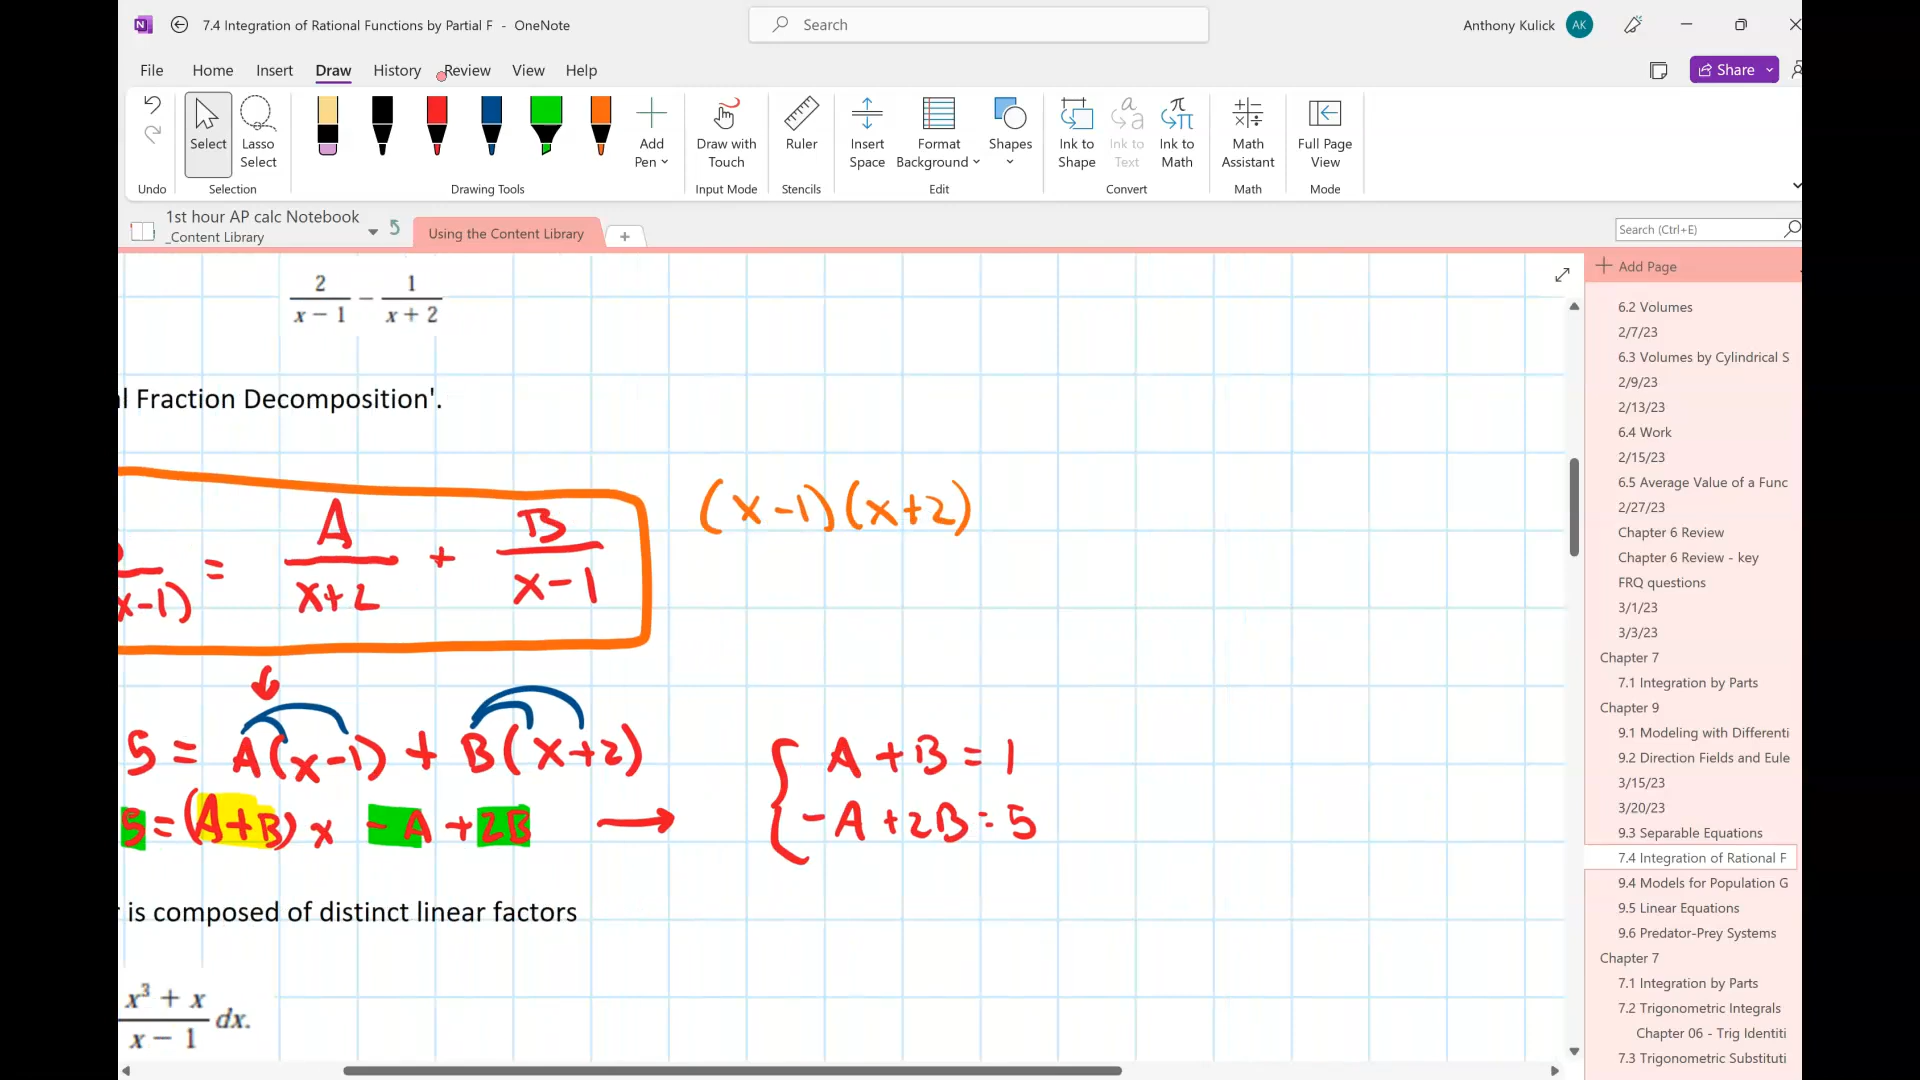 7.4 Integration of Rational Functions by Partial F - OneNote
Search
Anthony Kulick AK
File Home Insert Draw History Review View Help
Share
Undo
Select
Lasso Select
Selection
Drawing Tools
Add Pen
Draw with Touch
Input Mode
Ruler
Stencils
Insert Space
Format Background
Shapes
Edit
Ink to Shape
Ink to Text
Ink to Math
Convert
Math Assistant
Math
Full Page View
Mode
1st hour AP calc Notebook
_Content Library
Using the Content Library
Search (Ctrl+E)
2/(x − 1) − 1/(x + 2)
l Fraction Decomposition'.
x-1) = A/(x+2) + B/(x-1)
(x-1)(x+2)
5 = A(x-1) + B(x+2)
5 = (A+B)x -A+2B →
{ A+B=1
-A+2B=5
is composed of distinct linear factors
(x³ + x)/(x − 1) dx.
Add Page
6.2 Volumes
2/7/23
6.3 Volumes by Cylindrical S
2/9/23
2/13/23
6.4 Work
2/15/23
6.5 Average Value of a Func
2/27/23
Chapter 6 Review
Chapter 6 Review - key
FRQ questions
3/1/23
3/3/23
Chapter 7
7.1 Integration by Parts
Chapter 9
9.1 Modeling with Differenti
9.2 Direction Fields and Eule
3/15/23
3/20/23
9.3 Separable Equations
7.4 Integration of Rational F
9.4 Models for Population G
9.5 Linear Equations
9.6 Predator-Prey Systems
Chapter 7
7.1 Integration by Parts
7.2 Trigonometric Integrals
Chapter 06 - Trig Identiti
7.3 Trigonometric Substituti